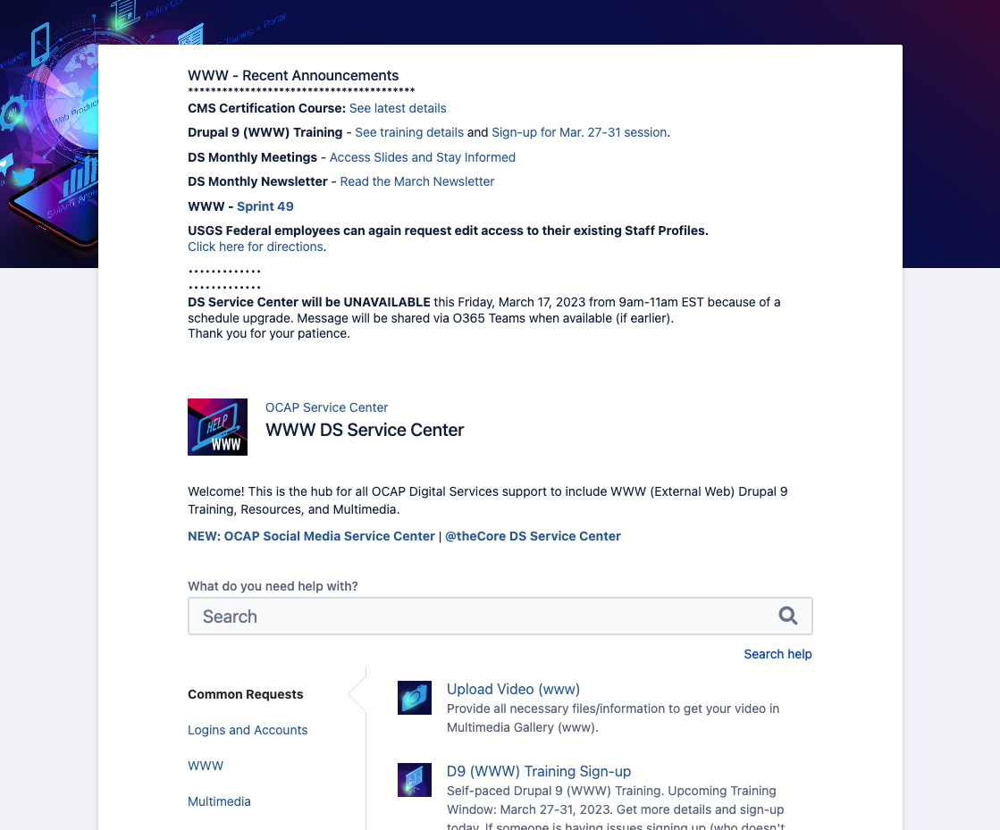 Policy
Training + Portal
Web Produc
WWW - Recent Announcements
****************************************
CMS Certification Course: See latest details
Drupal 9 (WWW) Training - See training details and Sign-up for Mar. 27-31 session.
DS Monthly Meetings - Access Slides and Stay Informed
DS Monthly Newsletter - Read the March Newsletter
WWW - Sprint 49
USGS Federal employees can again request edit access to their existing Staff Profiles.
Click here for directions.
•••••••••••••
•••••••••••••
DS Service Center will be UNAVAILABLE this Friday, March 17, 2023 from 9am-11am EST because of a
schedule upgrade. Message will be shared via O365 Teams when available (if earlier).
Thank you for your patience.
HELP
WWW
OCAP Service Center
WWW DS Service Center
Welcome! This is the hub for all OCAP Digital Services support to include WWW (External Web) Drupal 9
Training, Resources, and Multimedia.
NEW: OCAP Social Media Service Center | @theCore DS Service Center
What do you need help with?
Search
Search help
Common Requests
Logins and Accounts
WWW
Multimedia
Upload Video (www)
Provide all necessary files/information to get your video in
Multimedia Gallery (www).
D9 (WWW) Training Sign-up
Self-paced Drupal 9 (WWW) Training. Upcoming Training
Window: March 27-31, 2023. Get more details and sign-up
today. If someone is having issues signing up (who doesn't